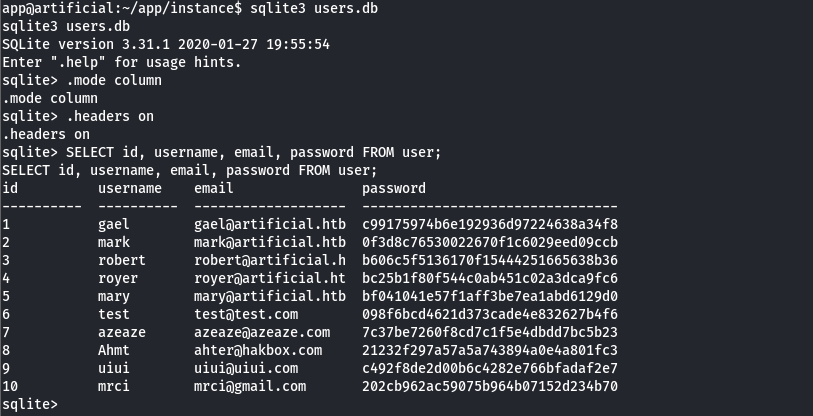 app@artificial:~/app/instance$ sqlite3 users.db
sqlite3 users.db
SQLite version 3.31.1 2020-01-27 19:55:54
Enter ".help" for usage hints.
sqlite> .mode column
.mode column
sqlite> .headers on
.headers on
sqlite> SELECT id, username, email, password FROM user;
SELECT id, username, email, password FROM user;
id          username    email                password
----------  ----------  -------------------  --------------------------------
1           gael        gael@artificial.htb  c99175974b6e192936d97224638a34f8
2           mark        mark@artificial.htb  0f3d8c76530022670f1c6029eed09ccb
3           robert      robert@artificial.h  b606c5f5136170f15444251665638b36
4           royer       royer@artificial.ht  bc25b1f80f544c0ab451c02a3dca9fc6
5           mary        mary@artificial.htb  bf041041e57f1aff3be7ea1abd6129d0
6           test        test@test.com        098f6bcd4621d373cade4e832627b4f6
7           azeaze      azeaze@azeaze.com    7c37be7260f8cd7c1f5e4dbdd7bc5b23
8           Ahmt        ahter@hakbox.com     21232f297a57a5a743894a0e4a801fc3
9           uiui        uiui@uiui.com        c492f8de2d00b6c4282e766bfadaf2e7
10          mrci        mrci@gmail.com       202cb962ac59075b964b07152d234b70
sqlite>